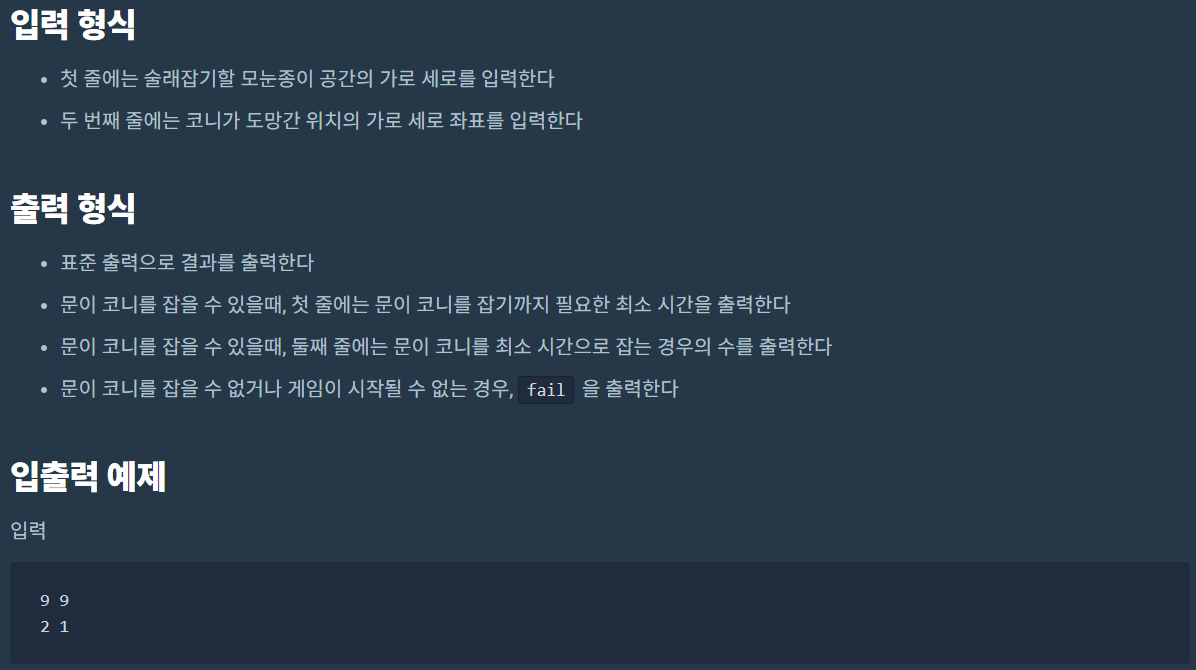 입력 형식
• 첫 줄에는 술래잡기할 모눈종이 공간의 가로 세로를 입력한다
• 두 번째 줄에는 코니가 도망간 위치의 가로 세로 좌표를 입력한다
출력 형식
• 표준 출력으로 결과를 출력한다
• 문이 코니를 잡을 수 있을때, 첫 줄에는 문이 코니를 잡기까지 필요한 최소 시간을 출력한다
• 문이 코니를 잡을 수 있을때, 둘째 줄에는 문이 코니를 최소 시간으로 잡는 경우의 수를 출력한다
• 문이 코니를 잡을 수 없거나 게임이 시작될 수 없는 경우, fail 을 출력한다
입출력 예제
입력
9 9
2 1